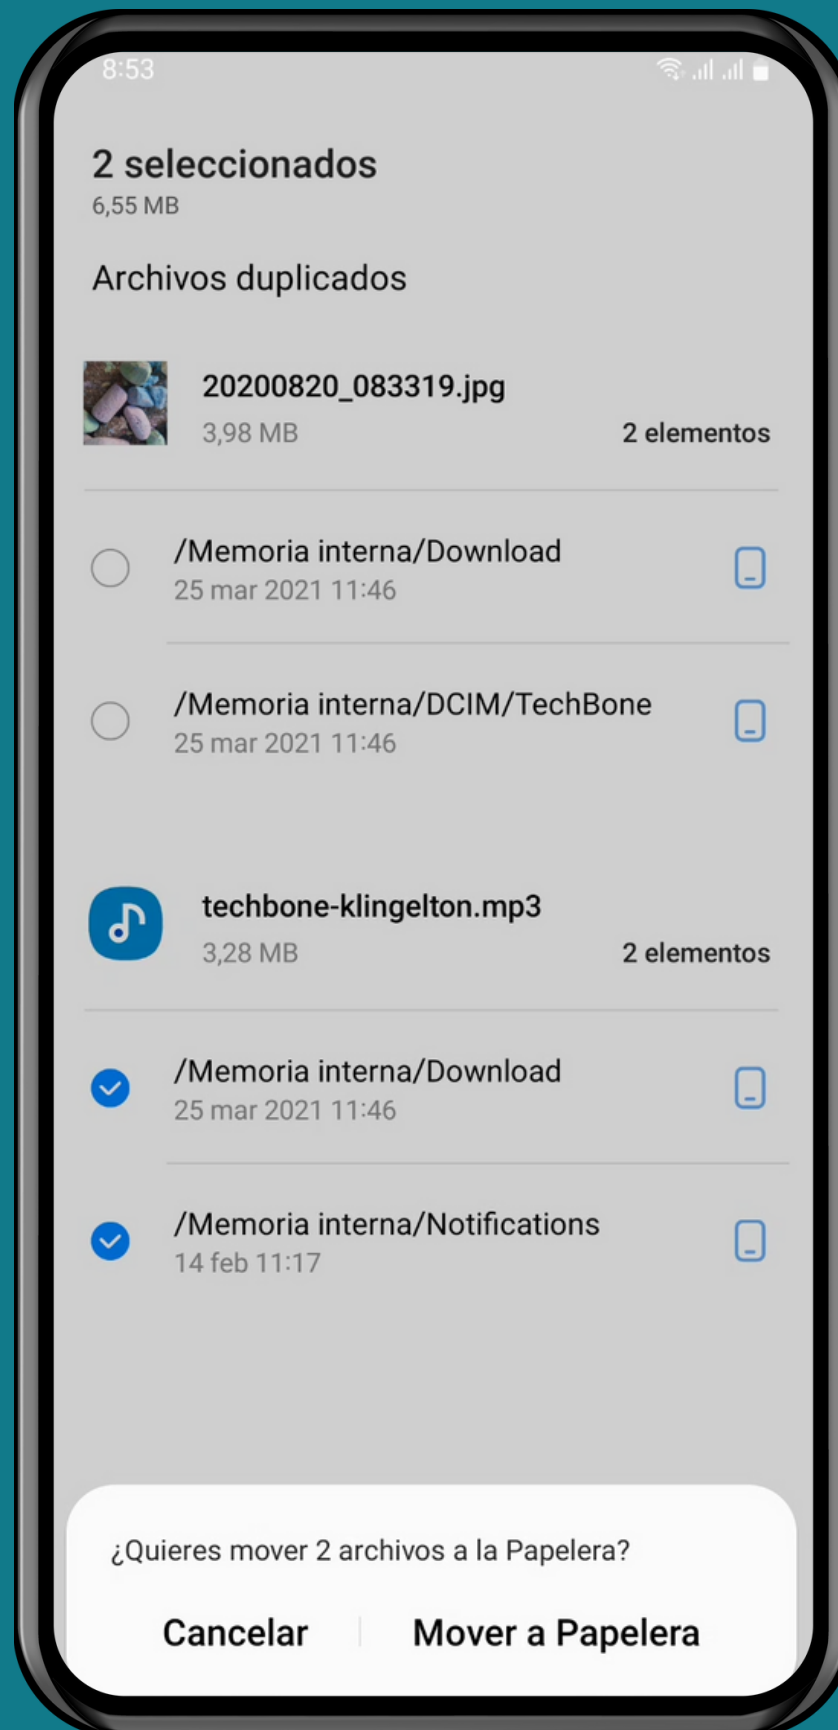 8:53
2 seleccionados
6,55 MB
Archivos duplicados
20200820_083319.jpg
3,98 MB
2 elementos
/Memoria interna/Download
25 mar 2021 11:46
/Memoria interna/DCIM/TechBone
25 mar 2021 11:46
techbone-klingelton.mp3
3,28 MB
2 elementos
/Memoria interna/Download
25 mar 2021 11:46
/Memoria interna/Notifications
14 feb 11:17
¿Quieres mover 2 archivos a la Papelera?
Cancelar
Mover a Papelera